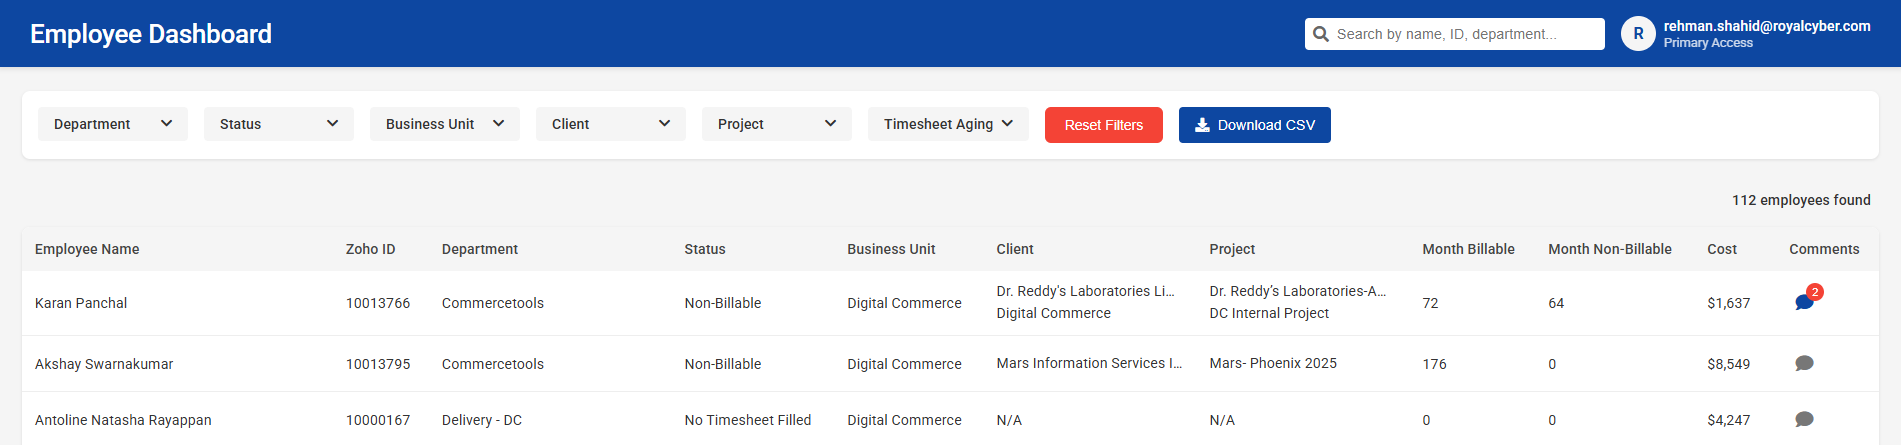 Employee Dashboard
Search by name, ID, department...
R
rehman.shahid@royalcyber.com
Primary Access
Department
Status
Business Unit
Client
Project
Timesheet Aging
Reset Filters
Download CSV
112 employees found
Employee Name Zoho ID Department Status Business Unit Client Project Month Billable Month Non-Billable Cost Comments
Karan Panchal 10013766 Commercetools Non-Billable Digital Commerce Dr. Reddy's Laboratories Li... Dr. Reddy’s Laboratories-A... 72 64 $1,637 2
Digital Commerce DC Internal Project
Akshay Swarnakumar 10013795 Commercetools Non-Billable Digital Commerce Mars Information Services I... Mars- Phoenix 2025 176 0 $8,549
Antoline Natasha Rayappan 10000167 Delivery - DC No Timesheet Filled Digital Commerce N/A N/A 0 0 $4,247